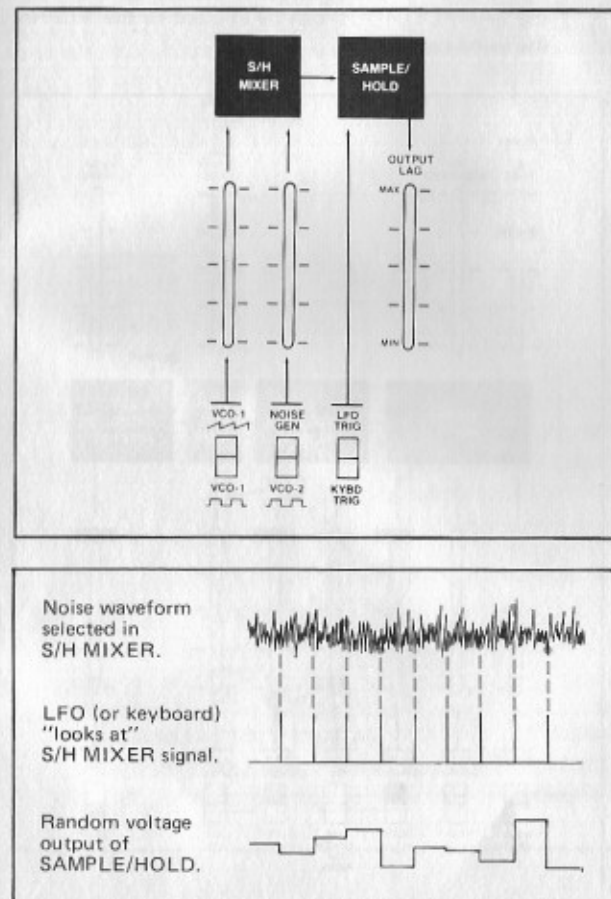 S/H
MIXER
SAMPLE/
HOLD
OUTPUT
LAG
MAX
MIN
VCO-1
NOISE
GEN
LFO
TRIG
VCO-1
VCO-2
KYBD
TRIG
Noise waveform
selected in
S/H MIXER.
LFO (or keyboard)
"looks at"
S/H MIXER signal.
Random voltage
output of
SAMPLE/HOLD.